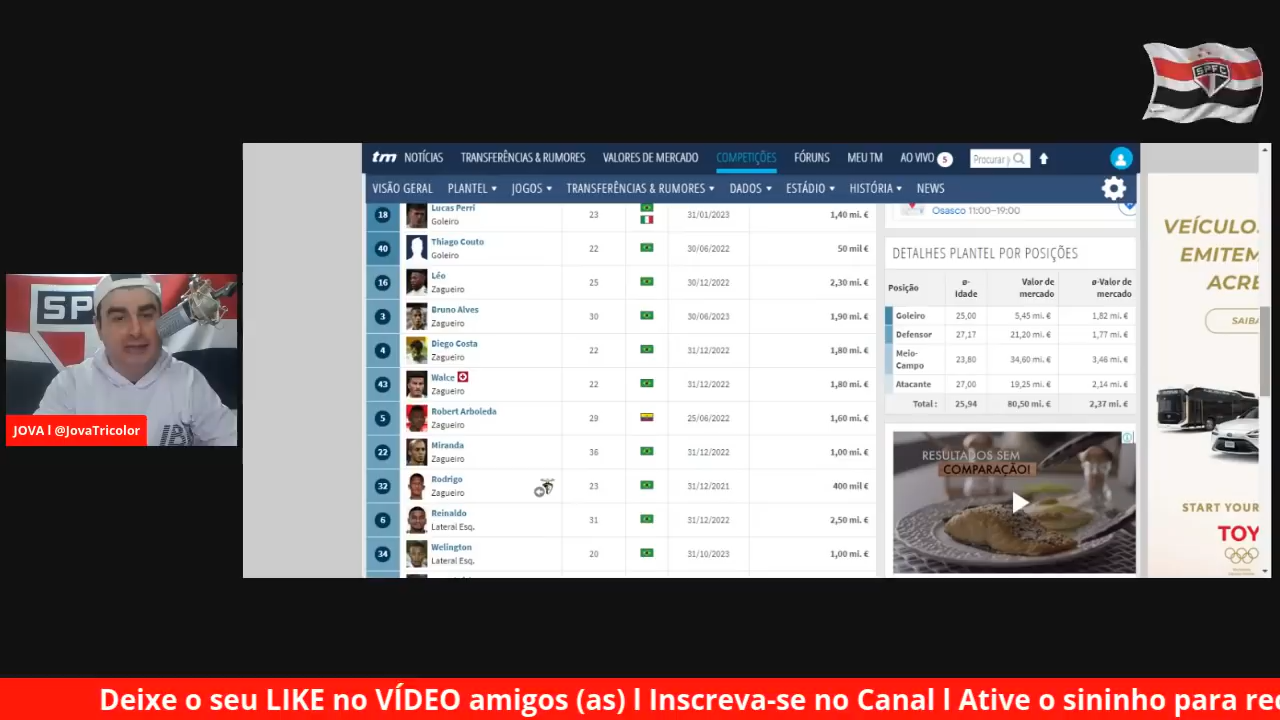 SPFC
tm NOTÍCIAS TRANSFERÊNCIAS & RUMORES VALORES DE MERCADO COMPETIÇÕES FÓRUNS MEU TM AO VIVO 5 Procurar
VISÃO GERAL PLANTEL JOGOS TRANSFERÊNCIAS & RUMORES DADOS ESTÁDIO HISTÓRIA NEWS
18 Lucas Perri 23 31/01/2023 1,40 mi. €
Goleiro
40 Thiago Couto 22 30/06/2022 50 mil €
Goleiro
16 Léo 25 30/12/2022 2,30 mi. €
Zagueiro
3 Bruno Alves 30 30/06/2023 1,90 mi. €
Zagueiro
4 Diego Costa 22 31/12/2022 1,80 mi. €
Zagueiro
43 Walce 22 31/12/2022 1,80 mi. €
Zagueiro
5 Robert Arboleda 29 25/06/2022 1,60 mi. €
Zagueiro
22 Miranda 36 31/12/2022 1,00 mi. €
Zagueiro
32 Rodrigo 23 31/12/2021 400 mil €
Zagueiro
6 Reinaldo 31 31/12/2022 2,50 mi. €
Lateral Esq.
34 Welington 20 31/10/2023 1,00 mi. €
Lateral Esq.
Osasco 11:00–19:00
DETALHES PLANTEL POR POSIÇÕES
Posição ø-Idade Valor de mercado ø-Valor de mercado
Goleiro 25,00 5,45 mi. € 1,82 mi. €
Defensor 27,17 21,20 mi. € 1,77 mi. €
Meio-Campo 23,80 34,60 mi. € 3,46 mi. €
Atacante 27,00 19,25 mi. € 2,14 mi. €
Total : 25,94 80,50 mi. € 2,37 mi. €
RESULTADOS SEM
COMPARAÇÃO!
VEÍCULO
EMITEM
ACRE
SAIBA
START YOUR
TOY
SP
JOVA l @JovaTricolor
Deixe o seu LIKE no VÍDEO amigos (as) l Inscreva-se no Canal l Ative o sininho para re